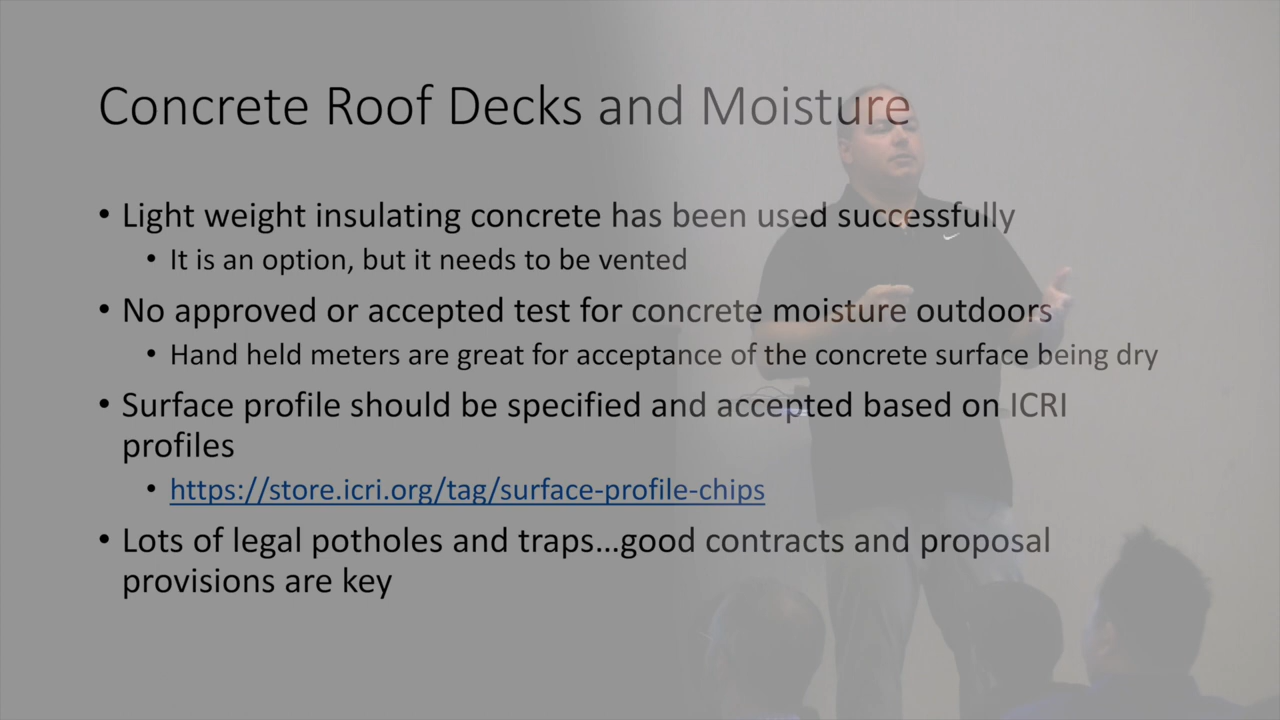 Concrete Roof Decks and Moisture
• Light weight insulating concrete has been used successfully
• It is an option, but it needs to be vented
• No approved or accepted test for concrete moisture outdoors
• Hand held meters are great for acceptance of the concrete surface being dry
• Surface profile should be specified and accepted based on ICRI
profiles
• https://store.icri.org/tag/surface-profile-chips
• Lots of legal potholes and traps…good contracts and proposal
provisions are key